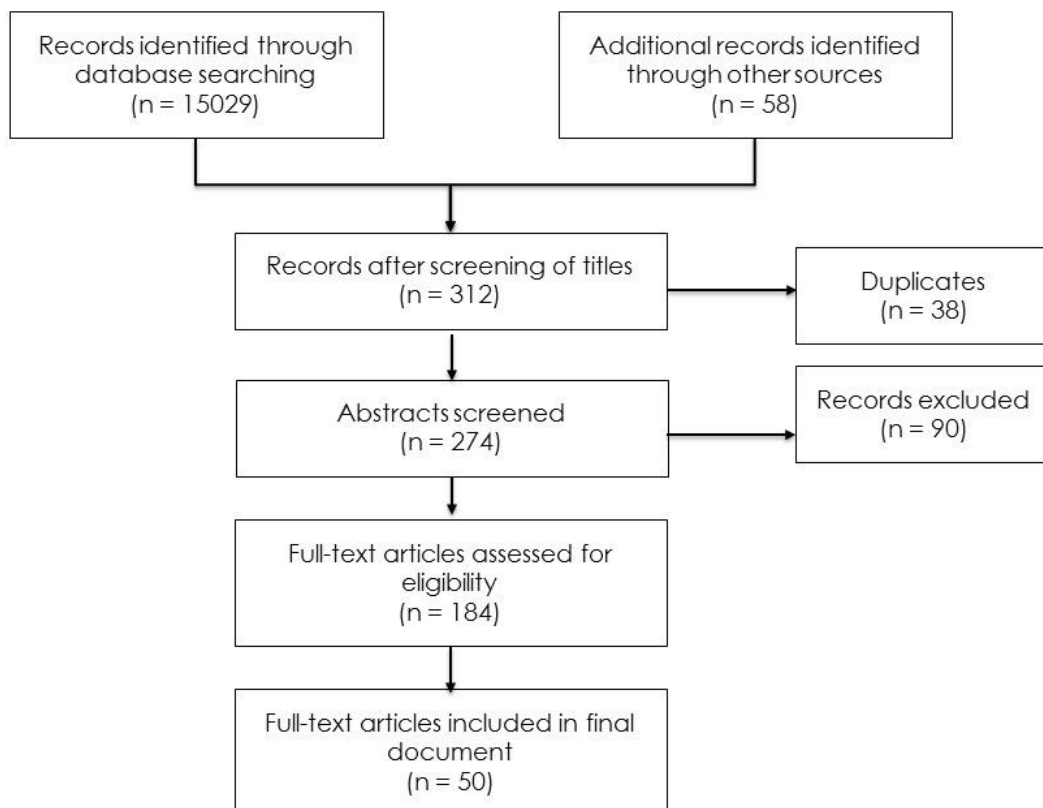 Records identified through
database searching
(n = 15029)
Additional records identified
through other sources
(n = 58)
Records after screening of titles
(n = 312)
Duplicates
(n = 38)
Abstracts screened
(n = 274)
Records excluded
(n = 90)
Full-text articles assessed for
eligibility
(n = 184)
Full-text articles included in final
document
(n = 50)